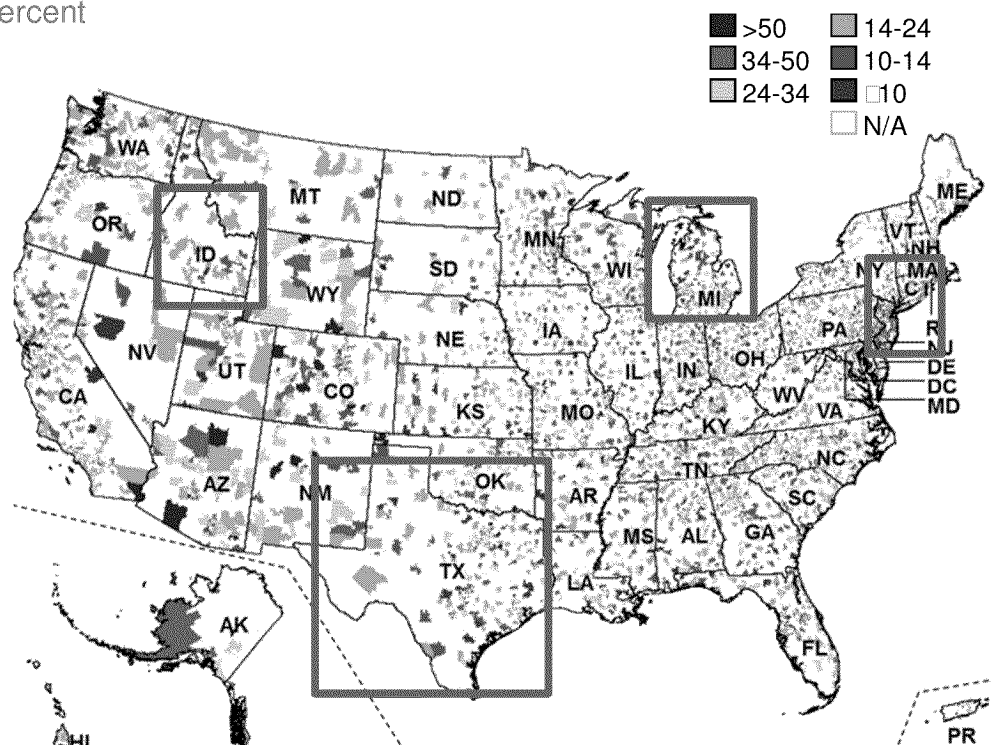 ercent
>50 14-24
34-50 10-14
24-34 □10
N/A
WA
MT
ND
ME
OR
ID
MN
VT
NH
SD
WI
NY
MA
WY
MI
CT
IA
PA
R
NE
NJ
NV
OH
DE
UT
IL
IN
DC
CO
WV
MD
CA
KS
MO
VA
KY
NC
TN
AZ
NM
OK
AR
SC
MS
AL
GA
TX
LA
AK
FL
HI
PR